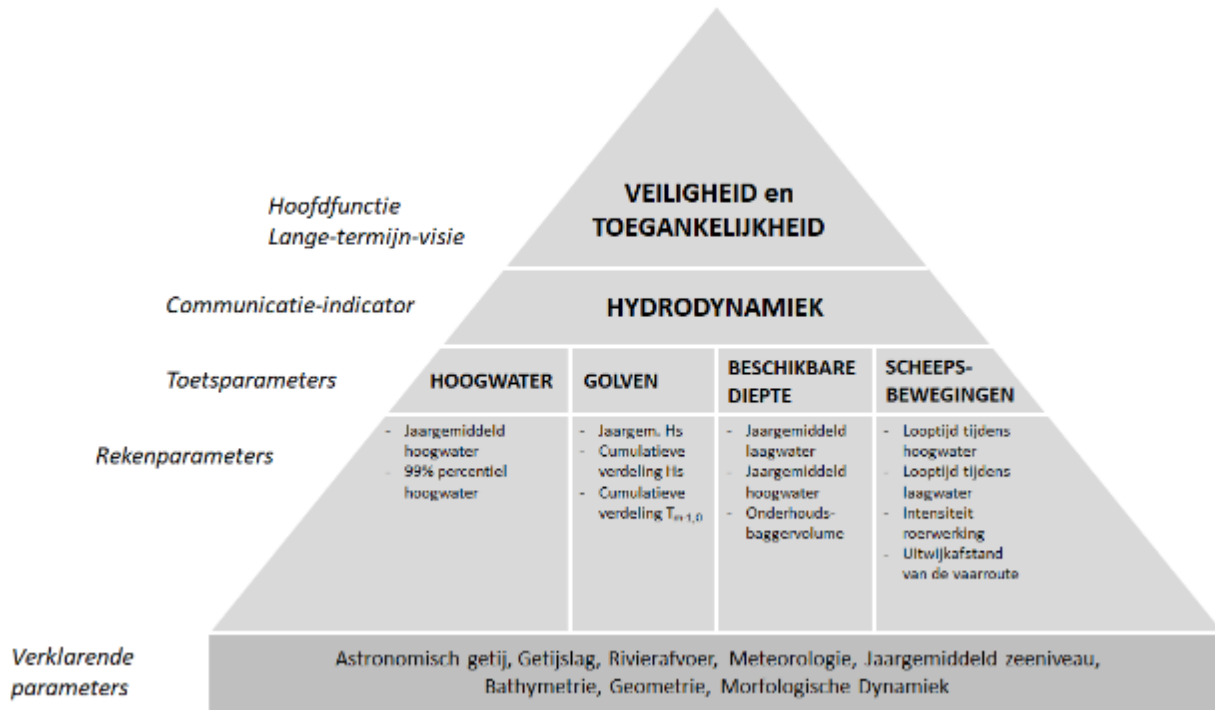 VEILIGHEID en
TOEGANKELIJKHEID
Hoofdfunctie
Lange-termijn-visie
Communicatie-indicator
HYDRODYNAMIEK
Toetsparameters
HOOGWATER
GOLVEN
BESCHIKBARE
DIEPTE
SCHEEPS-
BEWEGINGEN
Rekenparameters
- Jaargemiddeld
hoogwater
- 99% percentiel
hoogwater
- Jaargem. Hs
- Cumulatieve
verdeling Hs
- Cumulatieve
verdeling Tm-1,0
- Jaargemiddeld
laagwater
- Jaargemiddeld
hoogwater
- Onderhouds-
baggervolume
- Looptijd tijdens
hoogwater
- Looptijd tijdens
laagwater
- Intensiteit
roerwerking
- Uitwijkafstand
van de vaarroute
Verklarende
parameters
Astronomisch getij, Getijslag, Rivierafvoer, Meteorologie, Jaargemiddeld zeeniveau,
Bathymetrie, Geometrie, Morfologische Dynamiek